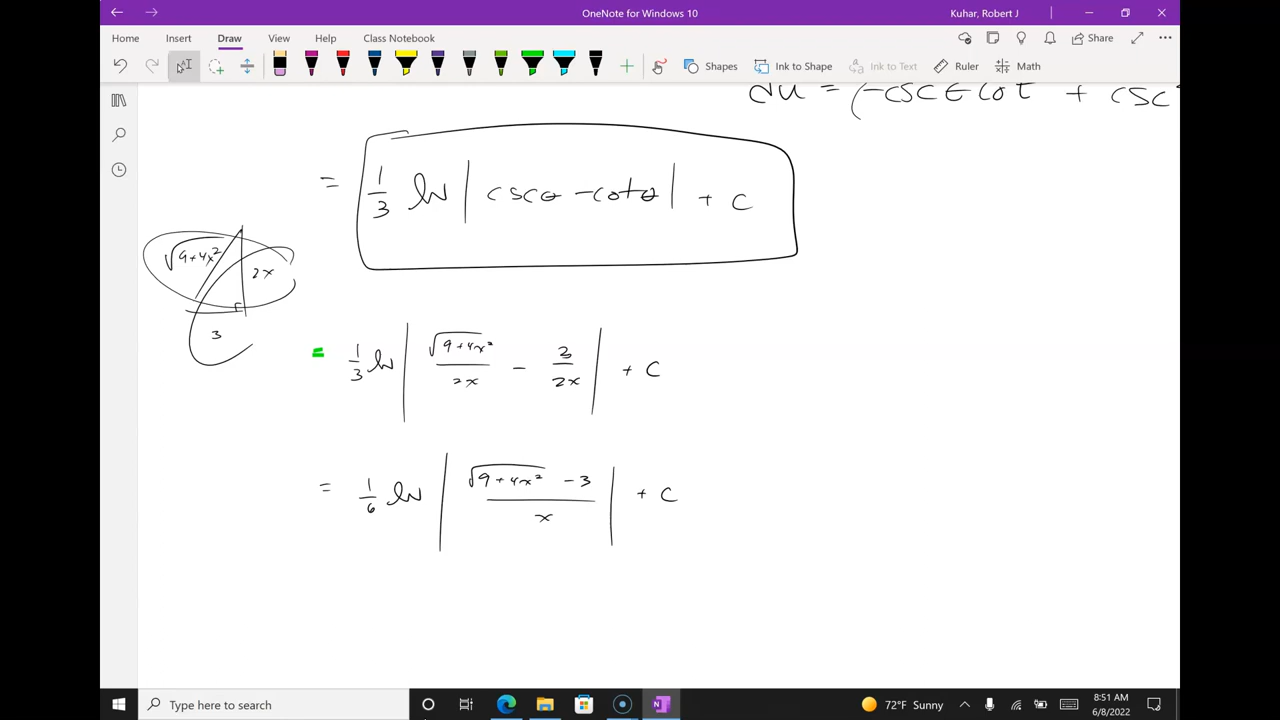 OneNote for Windows 10
Kuhar, Robert J
Home Insert Draw View Help Class Notebook
Share
Shapes Ink to Shape Ink to Text Ruler Math
du = (-cscθcotθ + csc²
= 1/3 ln | cscθ - cotθ | + c
√9+4x²
2x
3
= 1/3 ln | √9+4x²/2x - 3/2x | + C
= 1/6 ln | √9+4x² - 3/x | + C
Type here to search
72°F Sunny
8:51 AM
6/8/2022